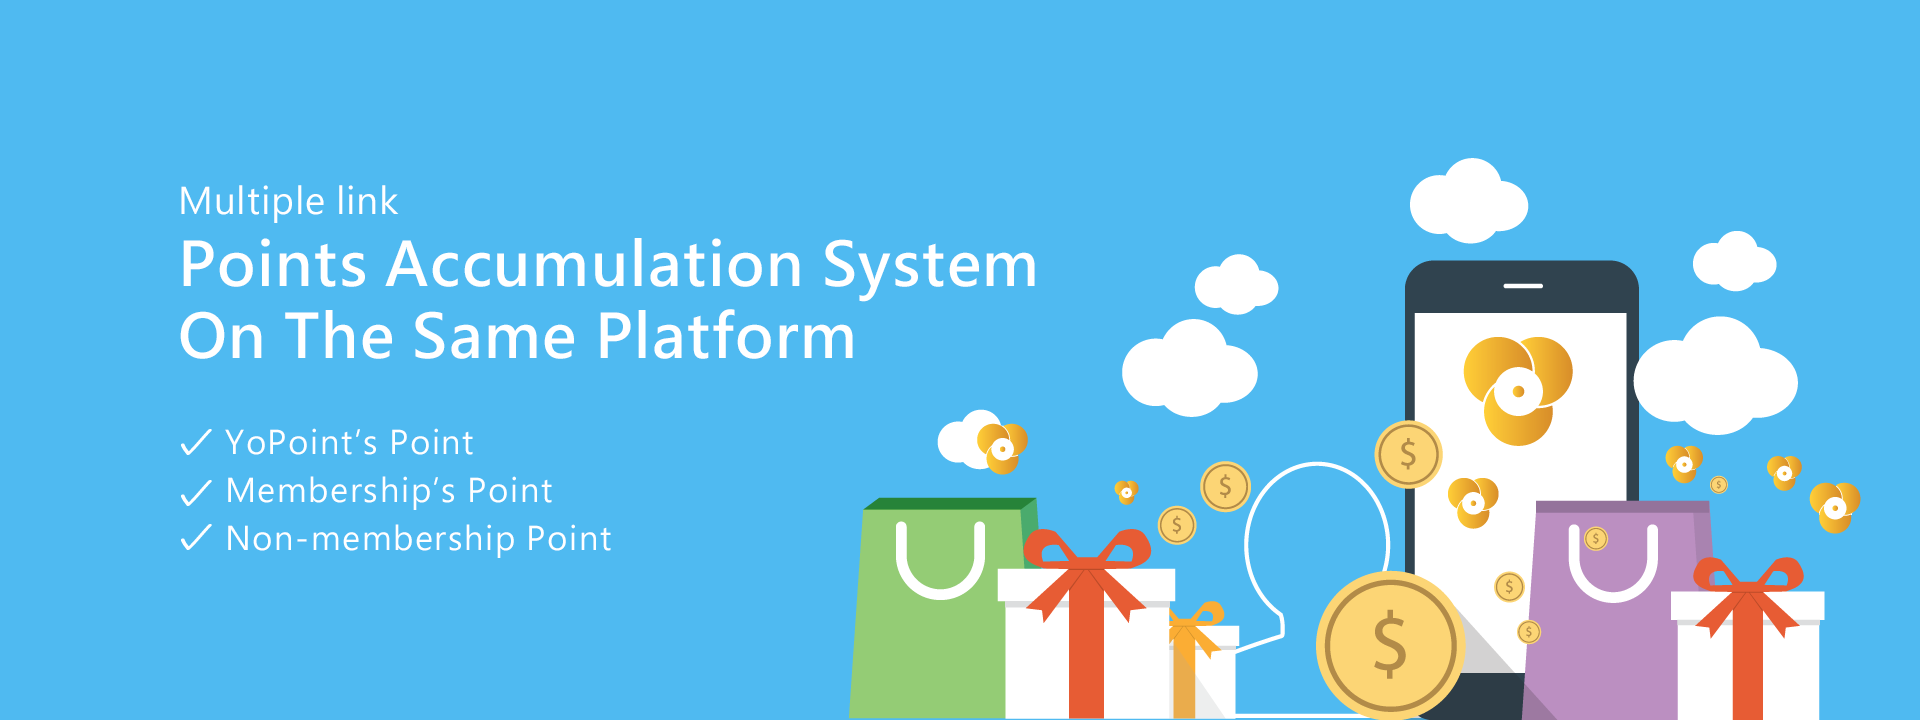 Multiple link
Points Accumulation System
On The Same Platform
YoPoint's Point
Membership's Point
Non-membership Point
$
$
$
$
$
$
$
$